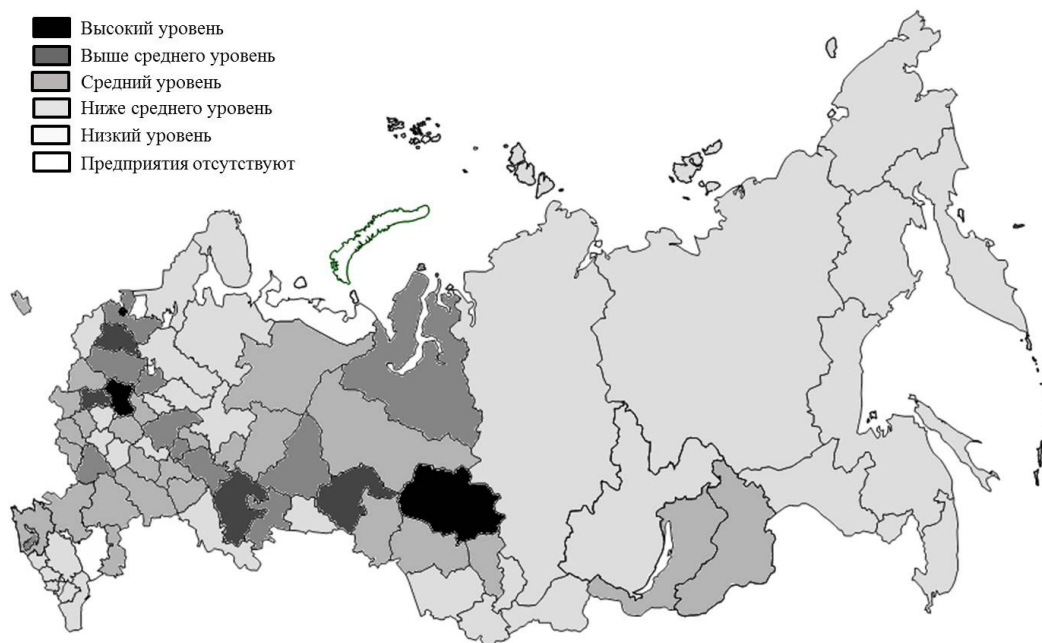 Высокий уровень
Выше среднего уровень
Средний уровень
Ниже среднего уровень
Низкий уровень
Предприятия отсутствуют